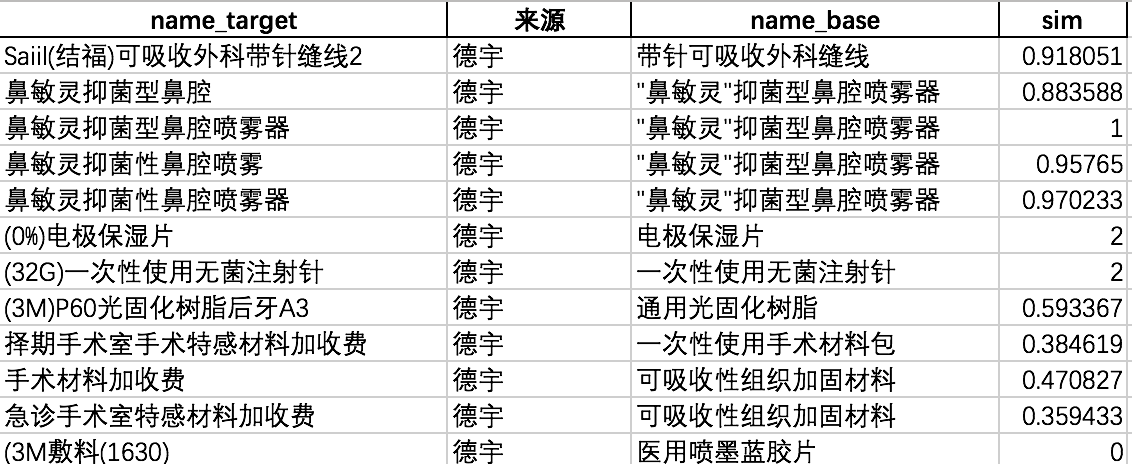 name_target 来源 name_base sim
Saiil(结福)可吸收外科带针缝线2 德宇 带针可吸收外科缝线 0.918051
鼻敏灵抑菌型鼻腔 德宇 "鼻敏灵"抑菌型鼻腔喷雾器 0.883588
鼻敏灵抑菌型鼻腔喷雾器 德宇 "鼻敏灵"抑菌型鼻腔喷雾器 1
鼻敏灵抑菌性鼻腔喷雾 德宇 "鼻敏灵"抑菌型鼻腔喷雾器 0.95765
鼻敏灵抑菌性鼻腔喷雾器 德宇 "鼻敏灵"抑菌型鼻腔喷雾器 0.970233
(0%)电极保湿片 德宇 电极保湿片 2
(32G)一次性使用无菌注射针 德宇 一次性使用无菌注射针 2
(3M)P60光固化树脂后牙A3 德宇 通用光固化树脂 0.593367
择期手术室手术特感材料加收费 德宇 一次性使用手术材料包 0.384619
手术材料加收费 德宇 可吸收性组织加固材料 0.470827
急诊手术室特感材料加收费 德宇 可吸收性组织加固材料 0.359433
(3M敷料(1630) 德宇 医用喷墨蓝胶片 0